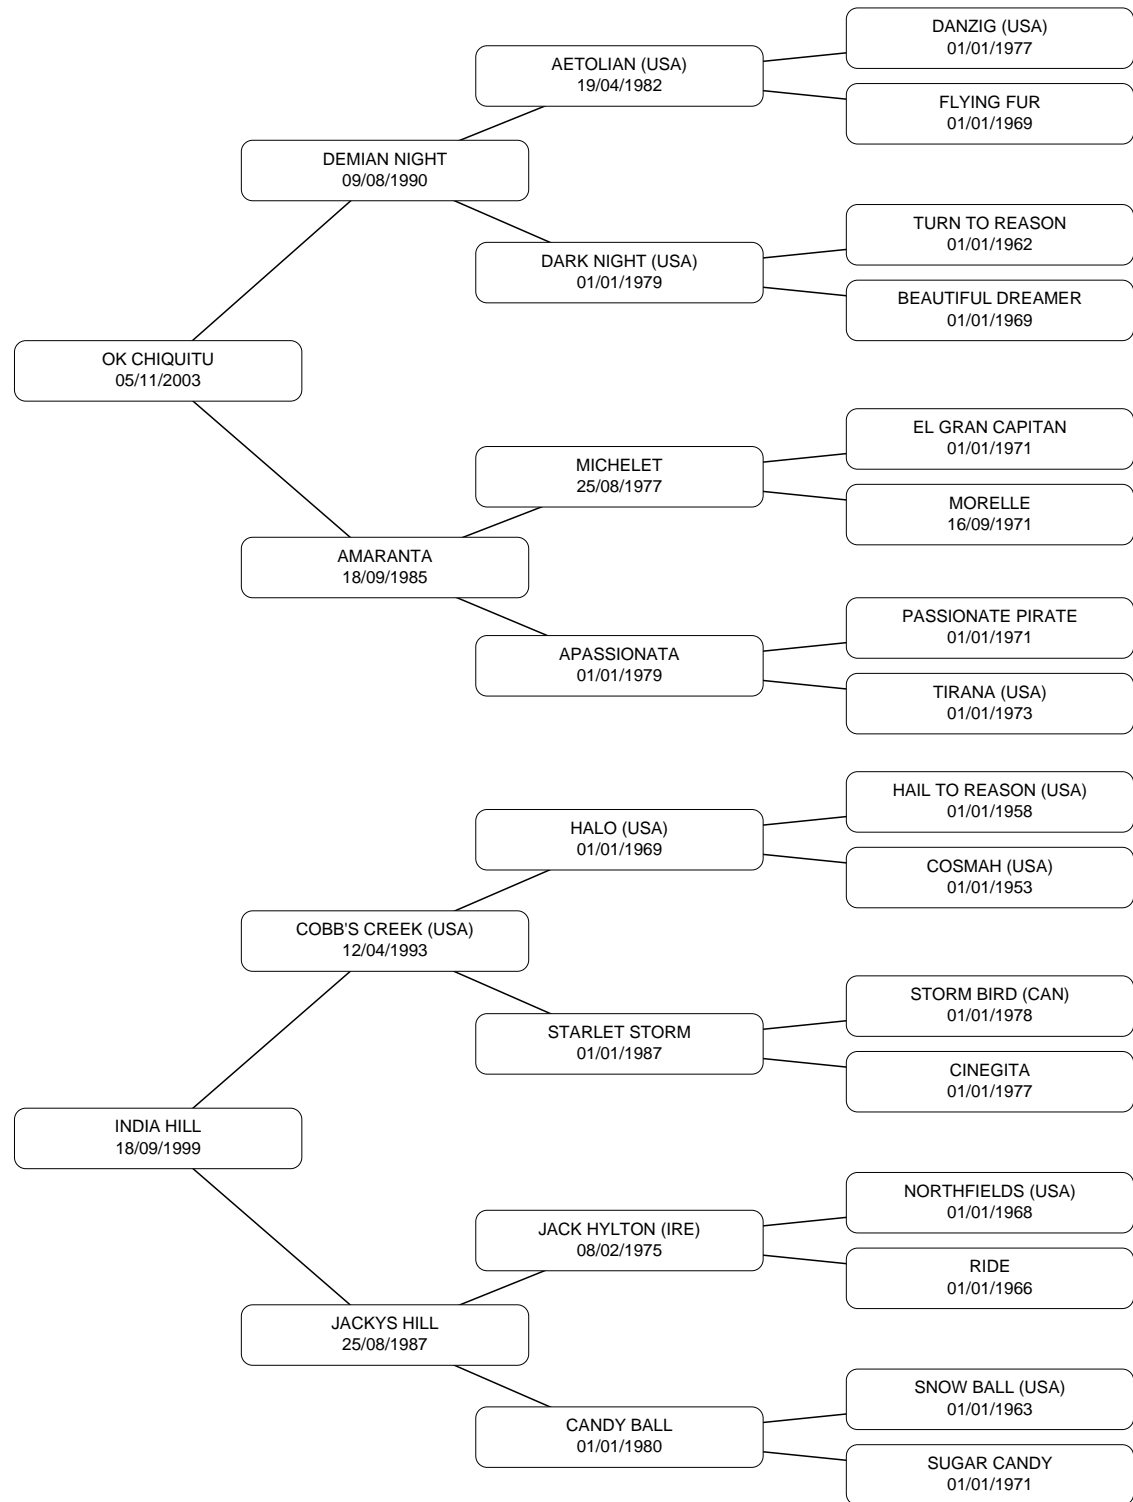 DANZIG (USA)
01/01/1977
AETOLIAN (USA)
19/04/1982
FLYING FUR
01/01/1969
DEMIAN NIGHT
09/08/1990
TURN TO REASON
01/01/1962
DARK NIGHT (USA)
01/01/1979
BEAUTIFUL DREAMER
01/01/1969
OK CHIQUITU
05/11/2003
EL GRAN CAPITAN
01/01/1971
MICHELET
25/08/1977
MORELLE
16/09/1971
AMARANTA
18/09/1985
PASSIONATE PIRATE
01/01/1971
APASSIONATA
01/01/1979
TIRANA (USA)
01/01/1973
HAIL TO REASON (USA)
01/01/1958
HALO (USA)
01/01/1969
COSMAH (USA)
01/01/1953
COBB'S CREEK (USA)
12/04/1993
STORM BIRD (CAN)
01/01/1978
STARLET STORM
01/01/1987
CINEGITA
01/01/1977
INDIA HILL
18/09/1999
NORTHFIELDS (USA)
01/01/1968
JACK HYLTON (IRE)
08/02/1975
RIDE
01/01/1966
JACKYS HILL
25/08/1987
SNOW BALL (USA)
01/01/1963
CANDY BALL
01/01/1980
SUGAR CANDY
01/01/1971